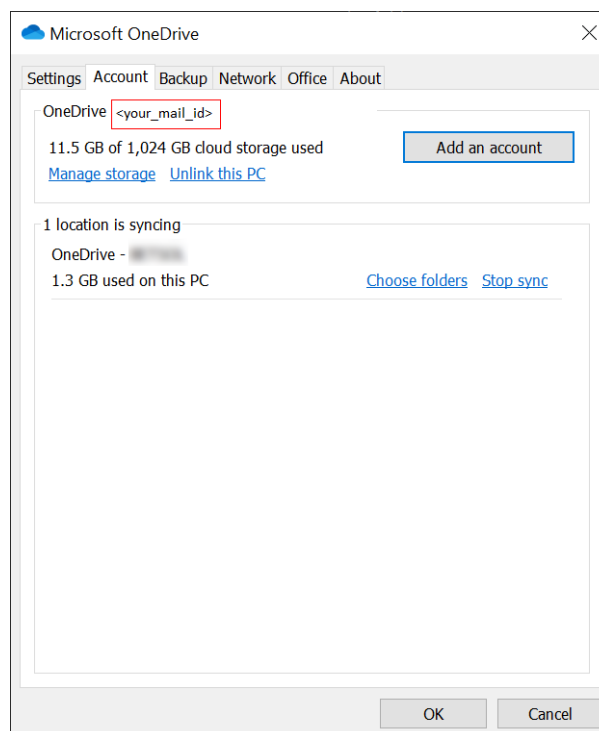 Microsoft OneDrive
Settings Account Backup Network Office About
OneDrive <your_mail_id>
11.5 GB of 1,024 GB cloud storage used
Add an account
Manage storage Unlink this PC
1 location is syncing
OneDrive -
1.3 GB used on this PC
Choose folders Stop sync
OK Cancel